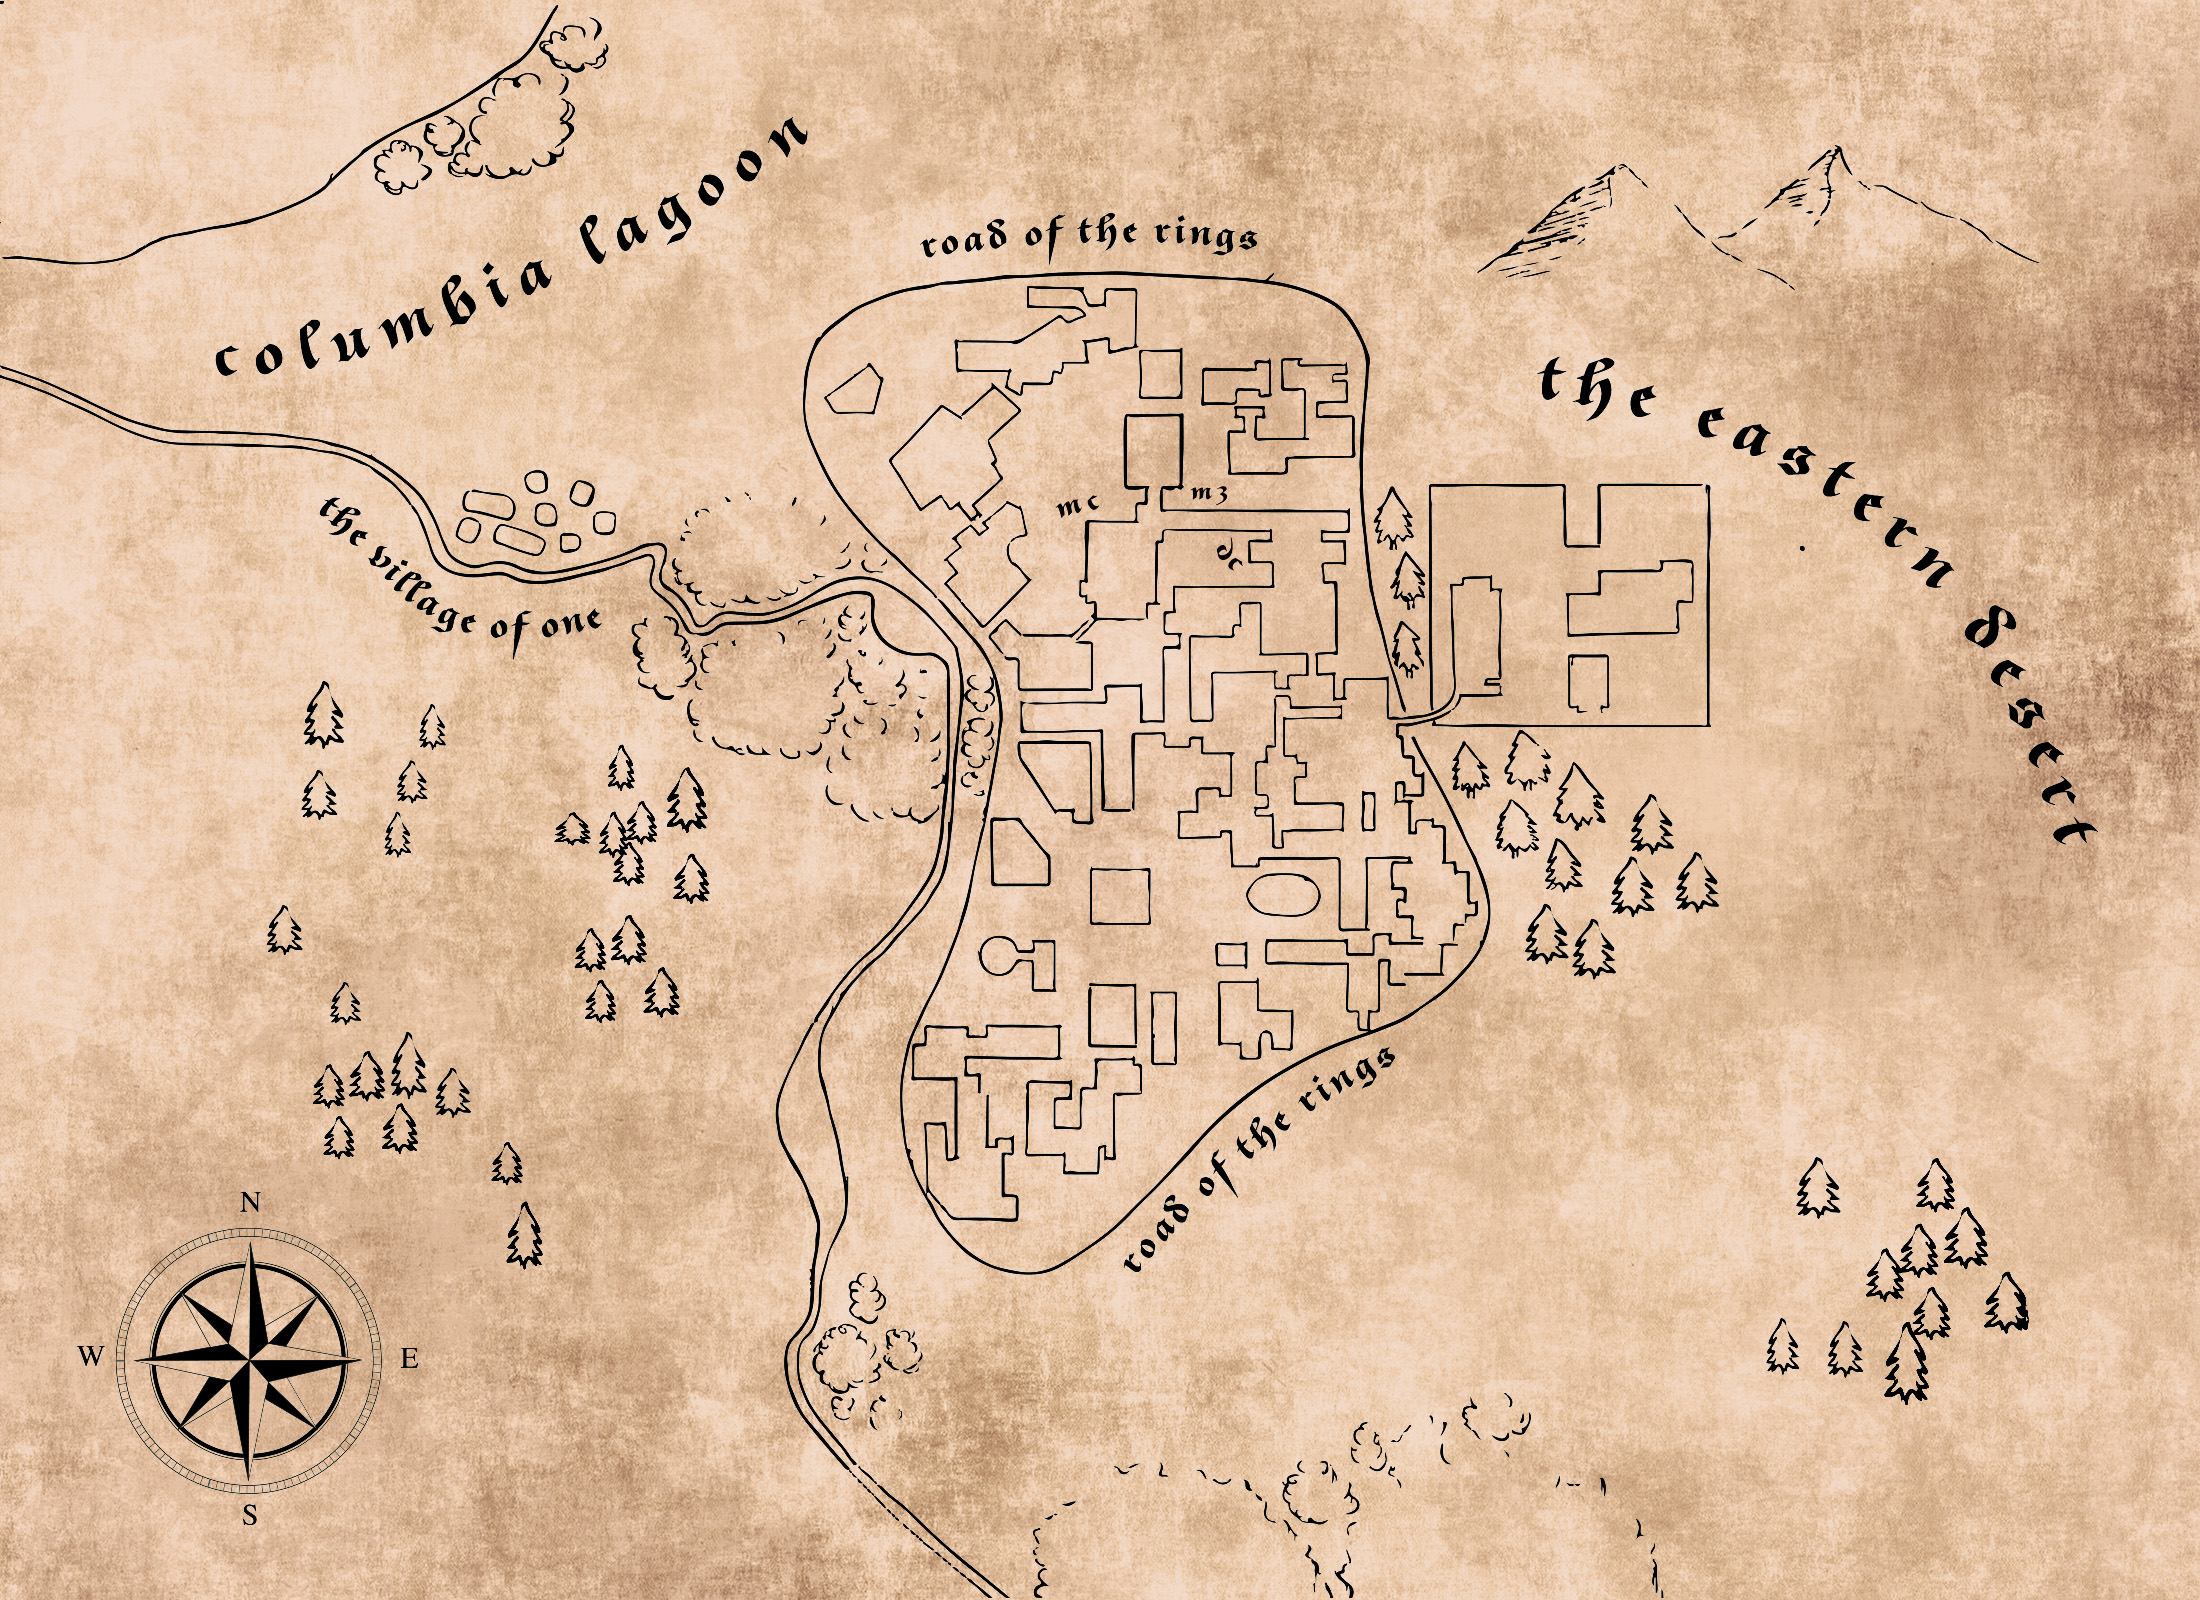 columbia lagoon
road of the rings
the eastern desert
mc
m3
dc
the village of one
road of the rings
N
W
E
S